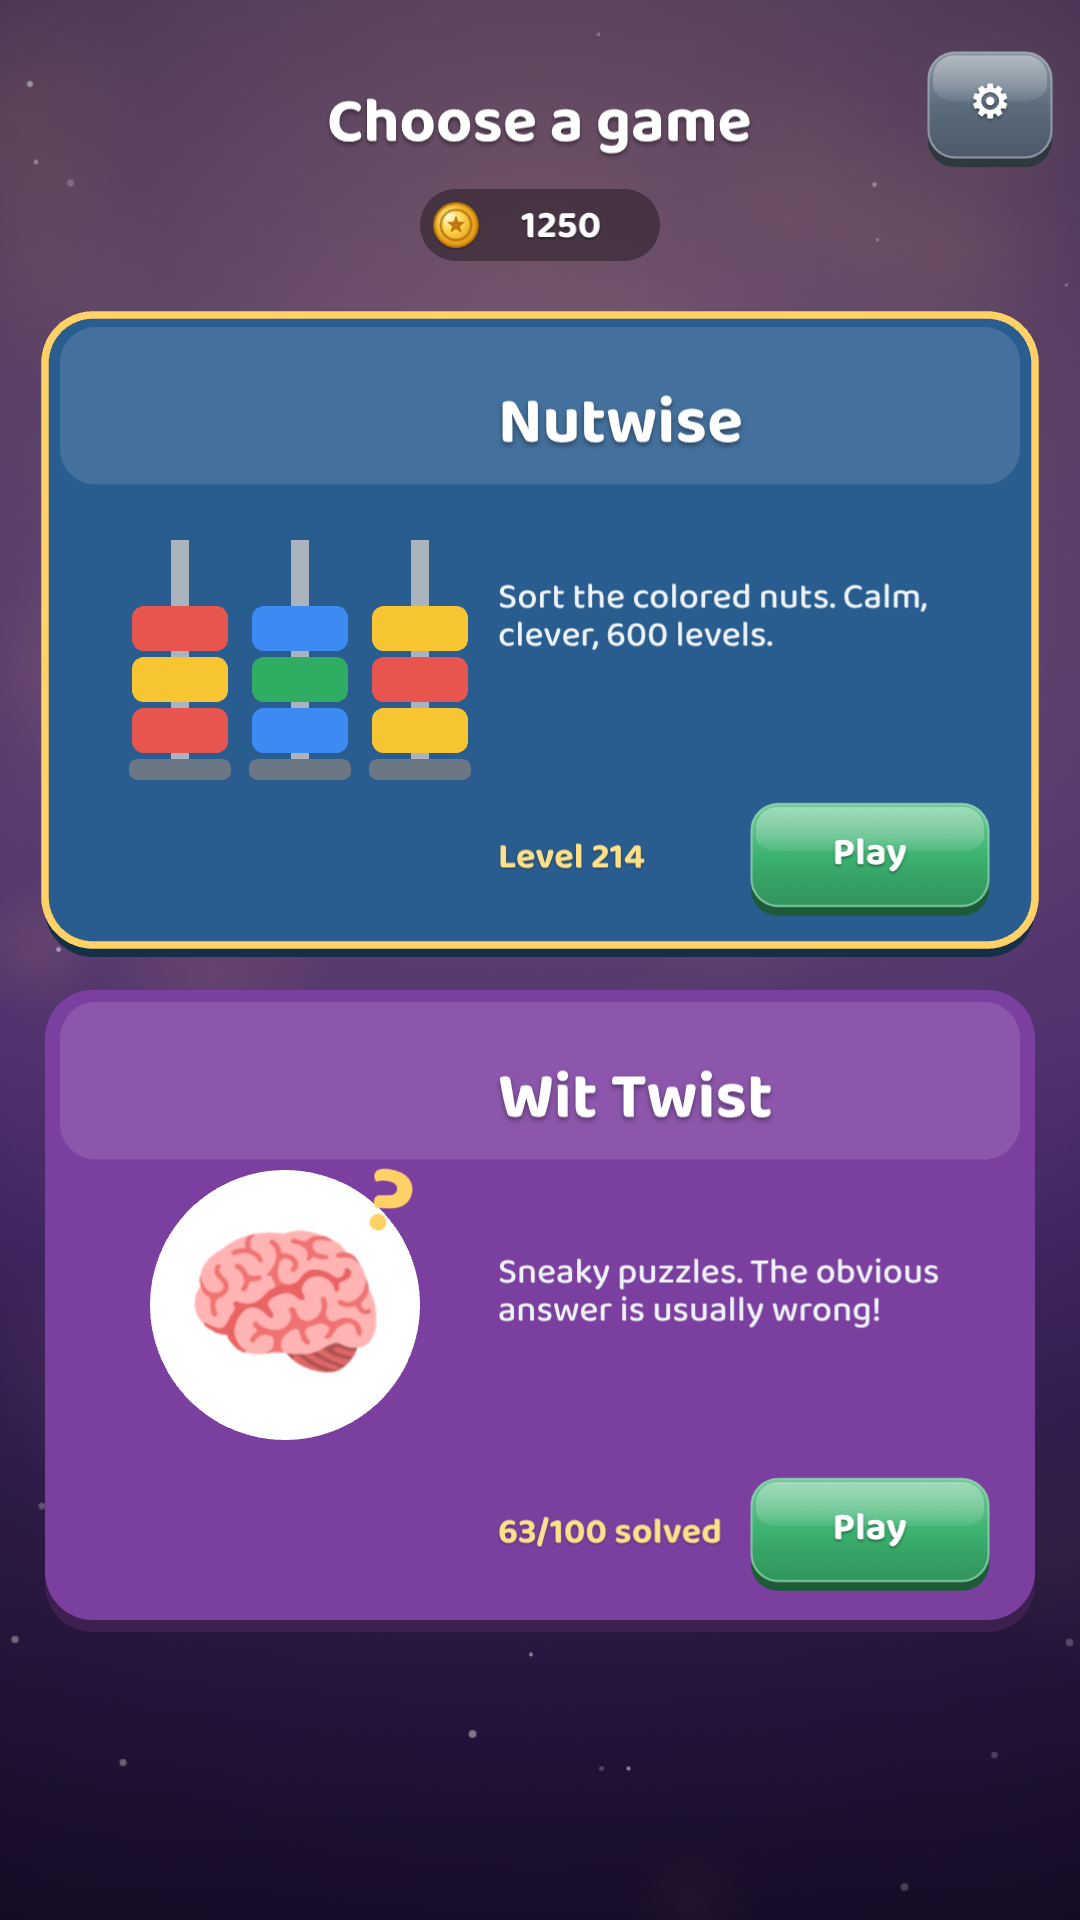 Choose a game
1250
Nutwise
Sort the colored nuts. Calm,
clever, 600 levels.
Level 214
Play
Wit Twist
?
Sneaky puzzles. The obvious
answer is usually wrong!
63/100 solved
Play